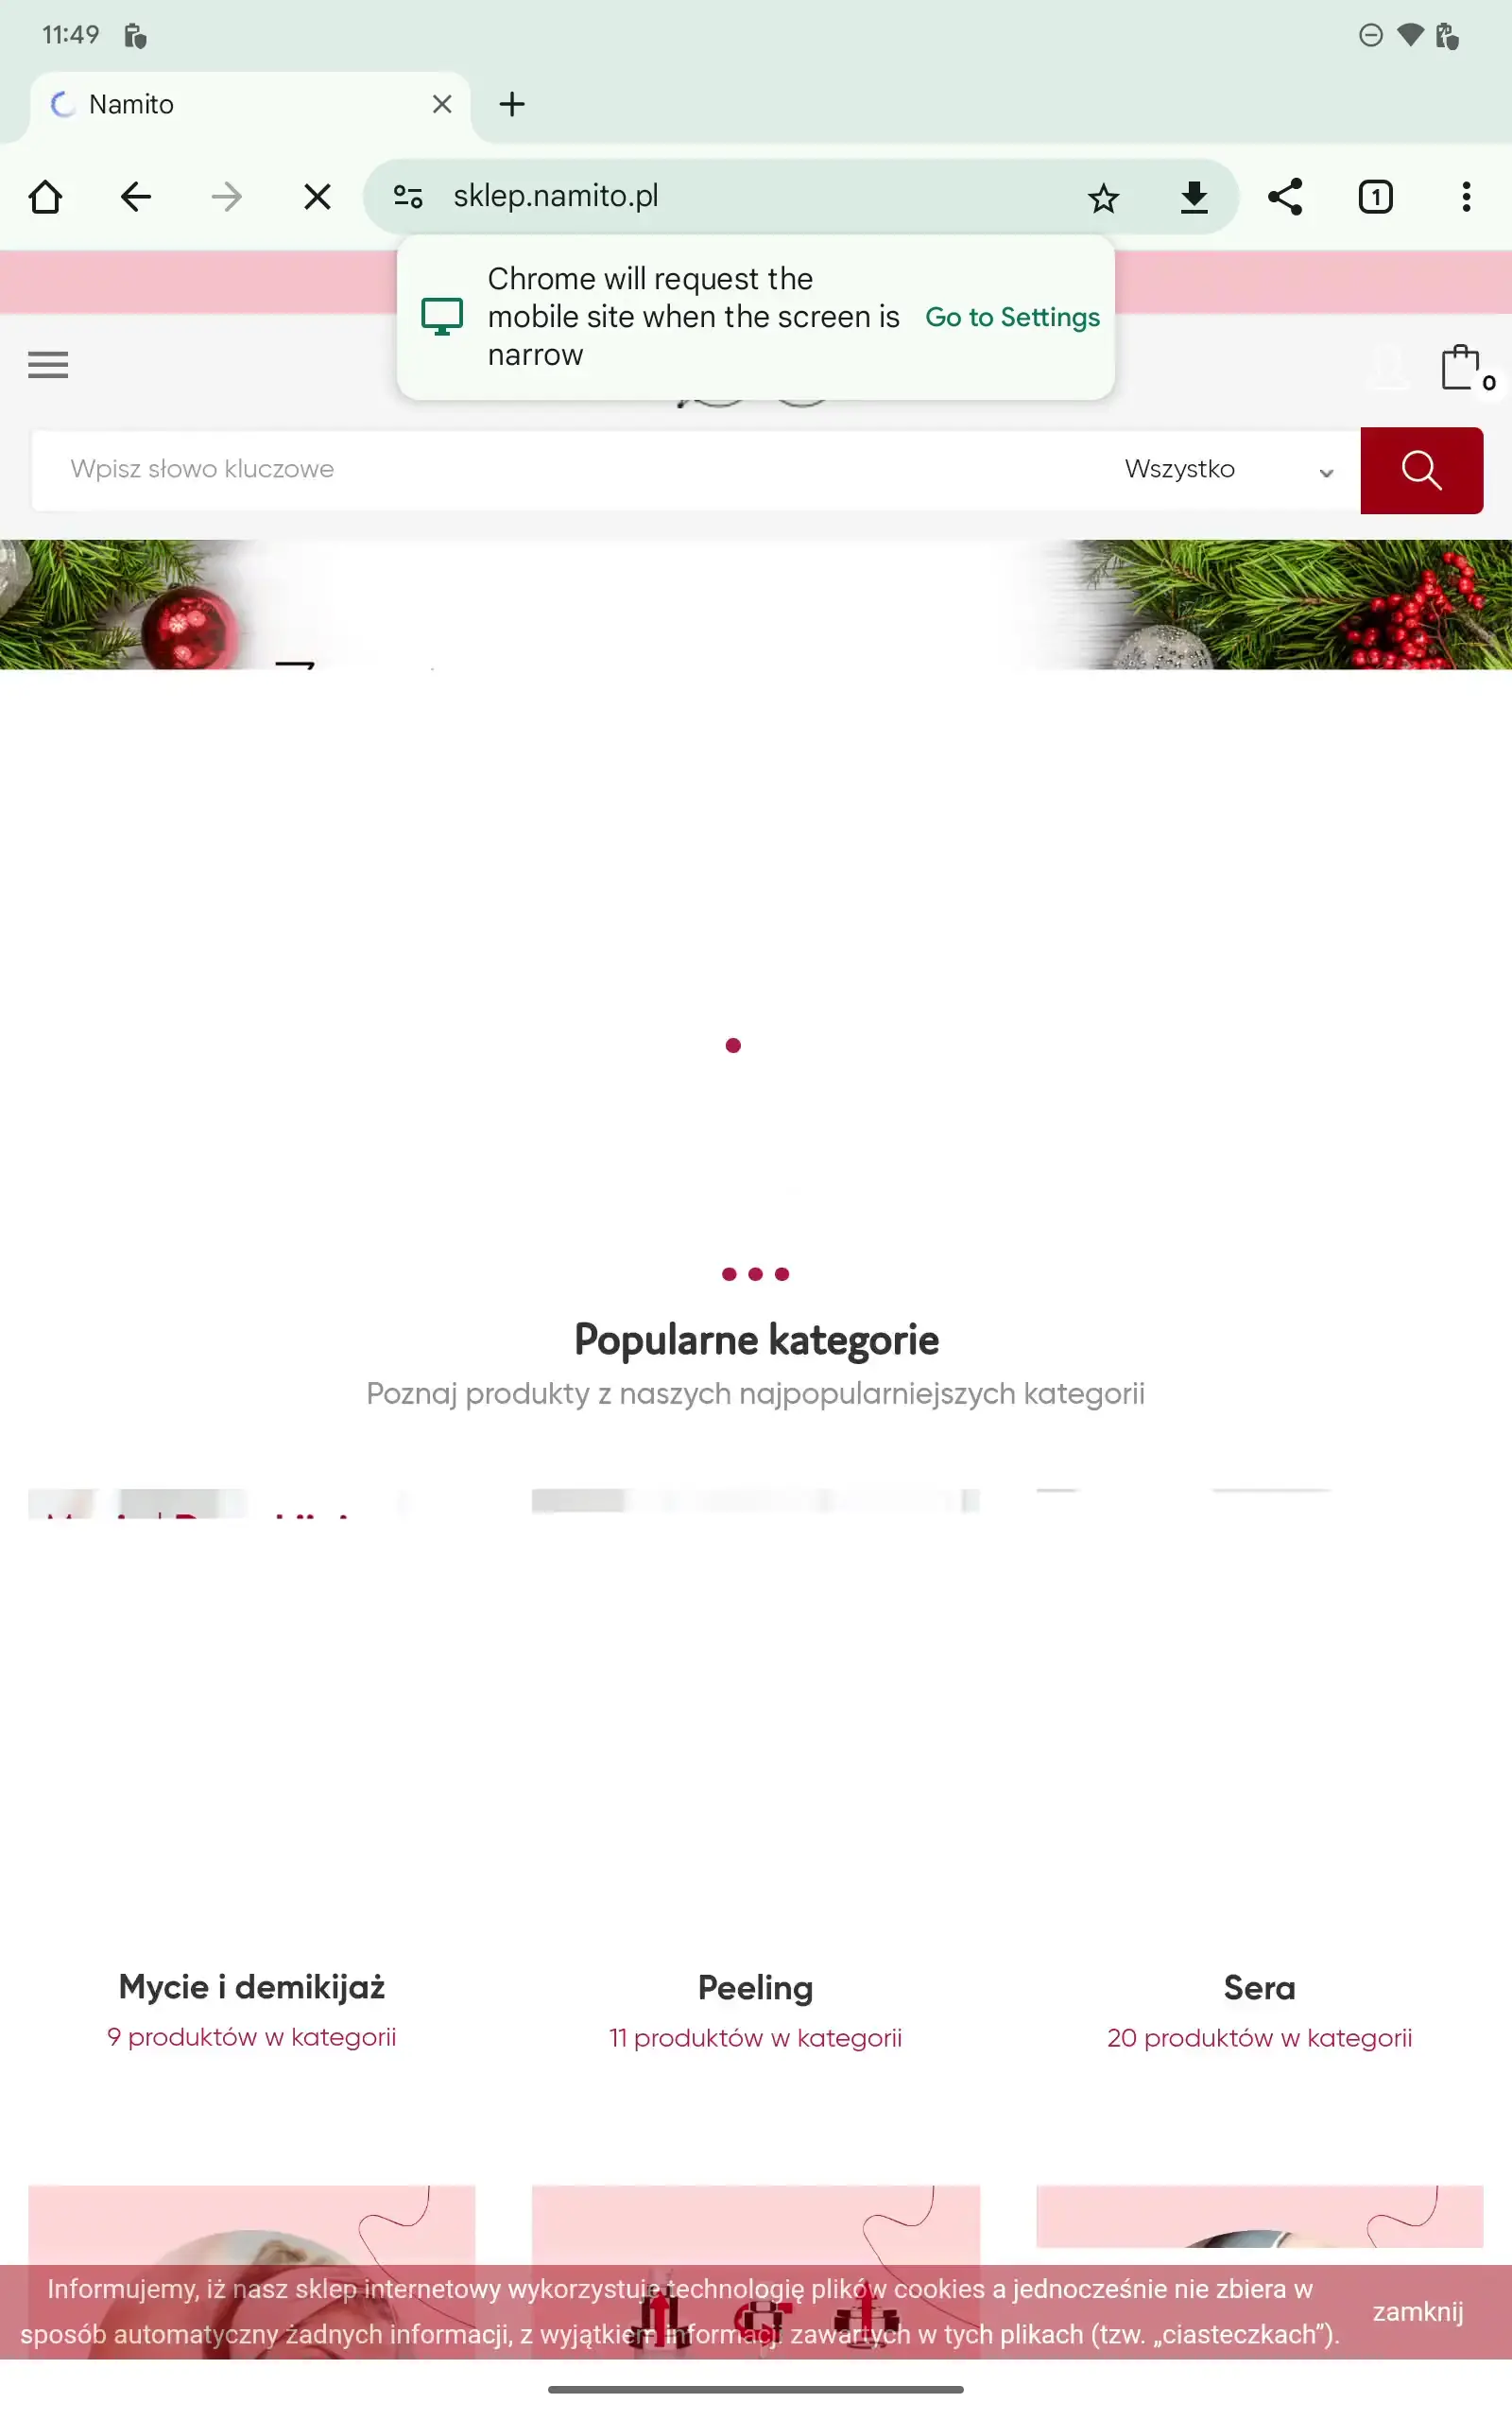 11:49
Namito
sklep.namito.pl
1
Chrome will request the
mobile site when the screen is
narrow
Go to Settings
0
Wpisz słowo kluczowe
Wszystko
Popularne kategorie
Poznaj produkty z naszych najpopularniejszych kategorii
Mycie i demikijaż
9 produktów w kategorii
Peeling
11 produktów w kategorii
Sera
20 produktów w kategorii
Informujemy, iż nasz sklep internetowy wykorzystuje technologię plików cookies a jednocześnie nie zbiera w
sposób automatyczny żadnych informacji, z wyjątkiem informacji zawartych w tych plikach (tzw. „ciasteczkach”).
zamknij